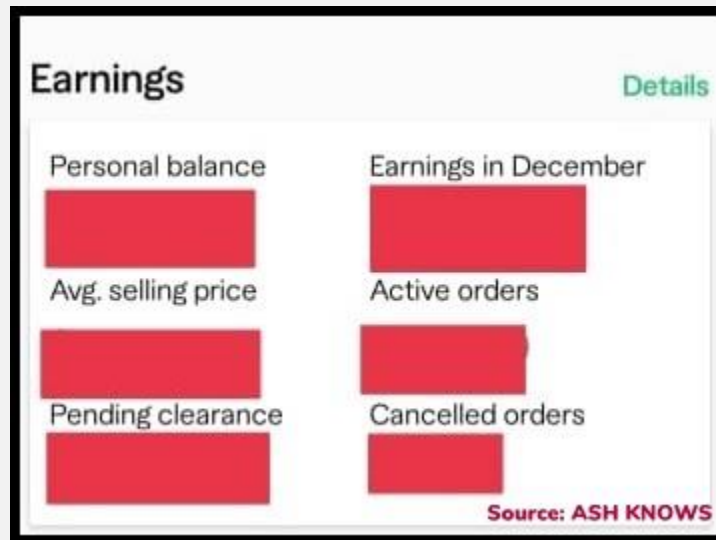 Earnings
Details
Personal balance
Earnings in December
Avg. selling price
Active orders
Pending clearance
Cancelled orders
Source: ASH KNOWS